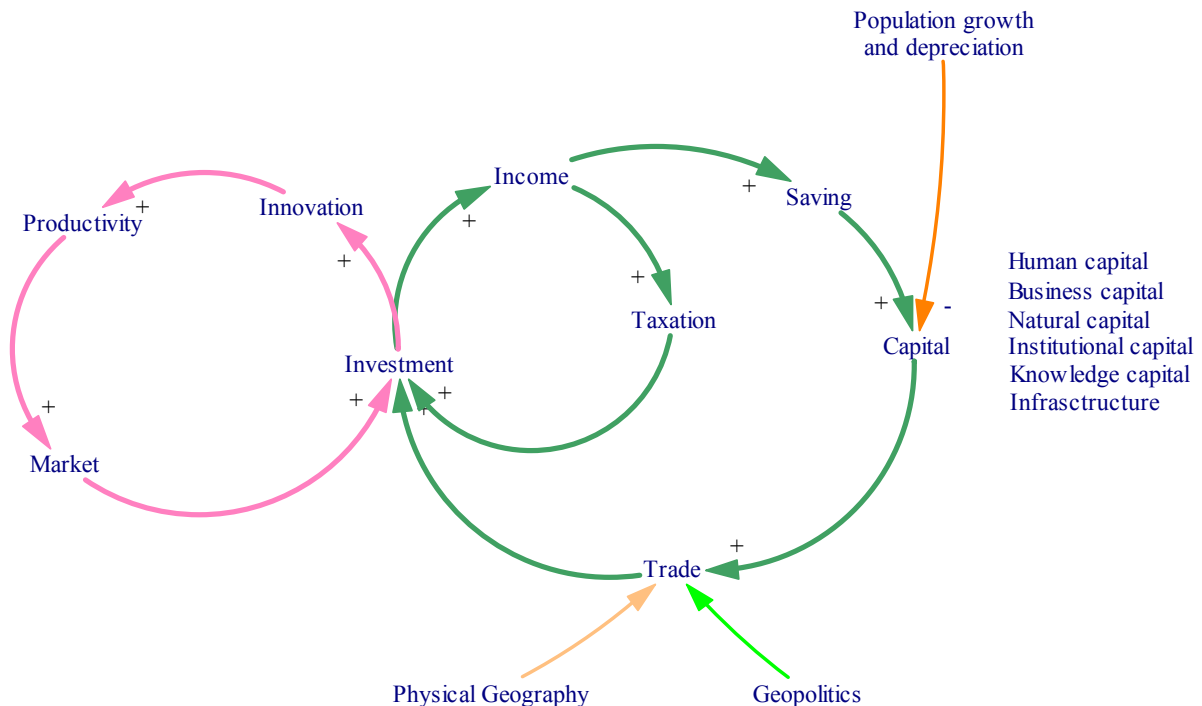 Population growth
and depreciation
Income
+
+
Saving
Innovation
+
Productivity
+
+
Human capital
Business capital
Natural capital
Institutional capital
Knowledge capital
Infrasctructure
+
Taxation
+
-
Capital
Investment
+
+
+
+
Market
+
Trade
Physical Geography
Geopolitics